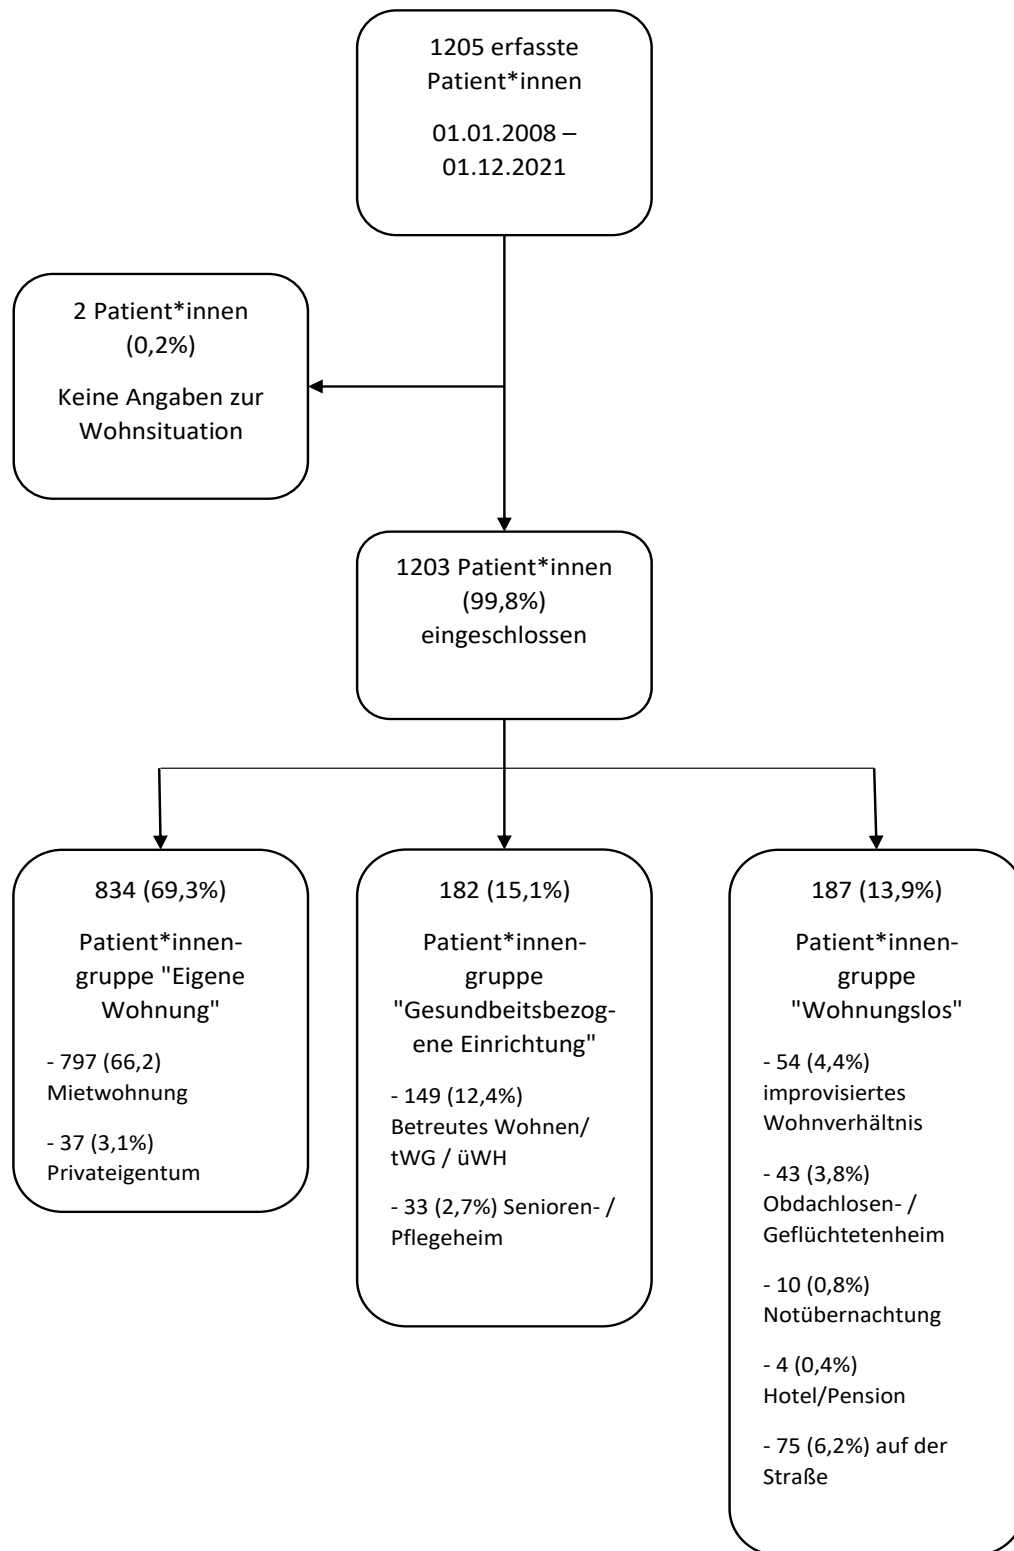 1205 erfasste
Patient*innen
01.01.2008 –
01.12.2021
2 Patient*innen
(0,2%)
Keine Angaben zur
Wohnsituation
1203 Patient*innen
(99,8%)
eingeschlossen
834 (69,3%)
Patient*innen-
gruppe "Eigene
Wohnung"
- 797 (66,2)
Mietwohnung
- 37 (3,1%)
Privateigentum
182 (15,1%)
Patient*innen-
gruppe
"Gesundbeitsbezog-
ene Einrichtung"
- 149 (12,4%)
Betreutes Wohnen/
tWG / üWH
- 33 (2,7%) Senioren- /
Pflegeheim
187 (13,9%)
Patient*innen-
gruppe
"Wohnungslos"
- 54 (4,4%)
improvisiertes
Wohnverhältnis
- 43 (3,8%)
Obdachlosen- /
Geflüchtetenheim
- 10 (0,8%)
Notübernachtung
- 4 (0,4%)
Hotel/Pension
- 75 (6,2%) auf der
Straße